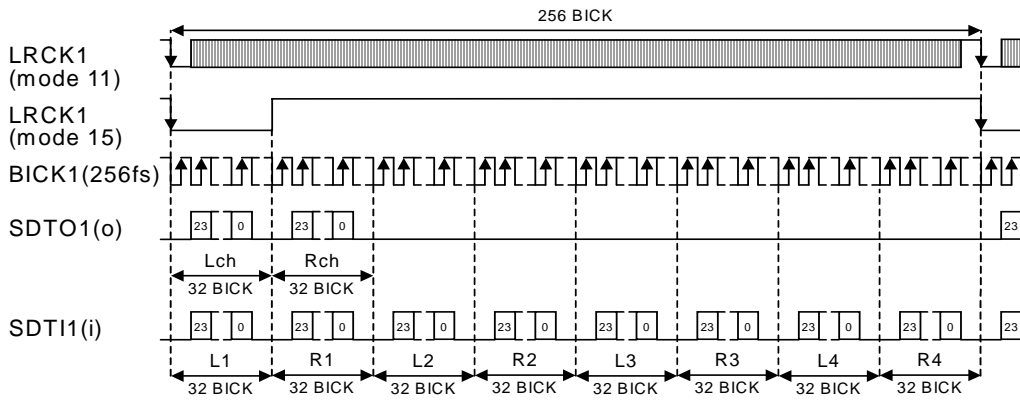 256 BICK
LRCK1
(mode 11)
LRCK1
(mode 15)
BICK1(256fs)
SDTO1(o)
23 0 23 0 23
Lch Rch
32 BICK 32 BICK
SDTI1(i)
23 0 23 0 23 0 23 0 23 0 23 0 23 0 23 0 23
L1 R1 L2 R2 L3 R3 L4 R4
32 BICK 32 BICK 32 BICK 32 BICK 32 BICK 32 BICK 32 BICK 32 BICK